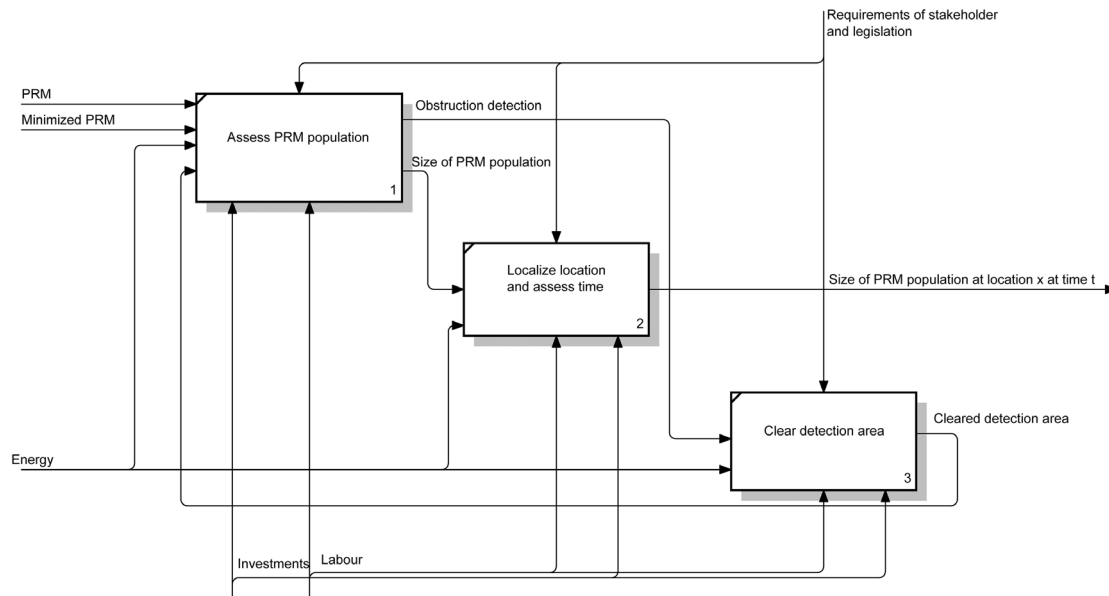 Requirements of stakeholder
and legislation
PRM
Minimized PRM
Assess PRM population
1
Obstruction detection
Size of PRM population
Localize location
and assess time
2
Size of PRM population at location x at time t
Clear detection area
3
Cleared detection area
Energy
Investments
Labour